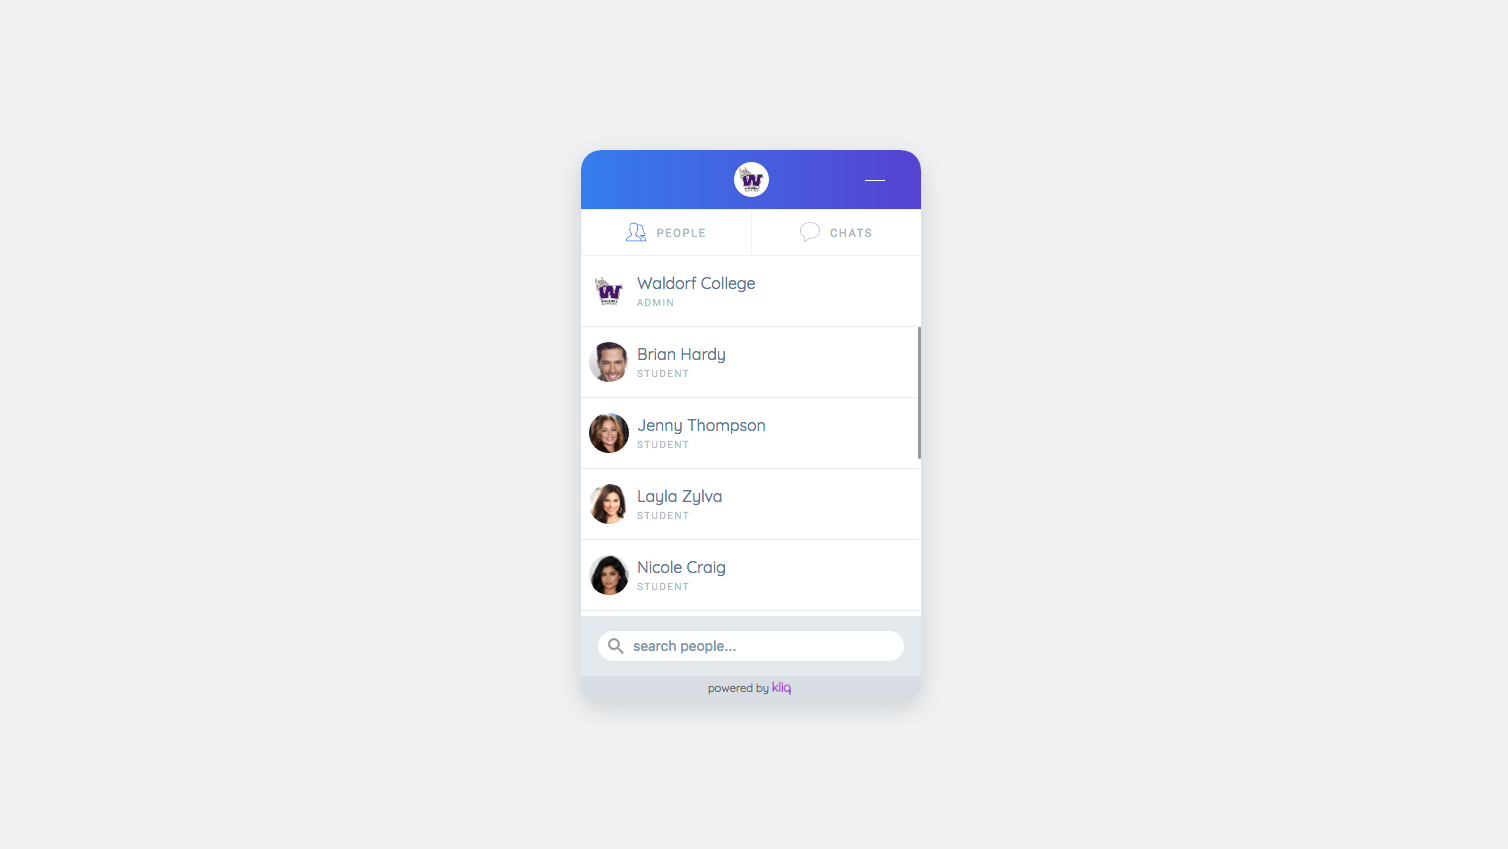 W
PEOPLE
CHATS
W
Waldorf College
ADMIN
Brian Hardy
STUDENT
Jenny Thompson
STUDENT
Layla Zylva
STUDENT
Nicole Craig
STUDENT
search people...
powered by kliq